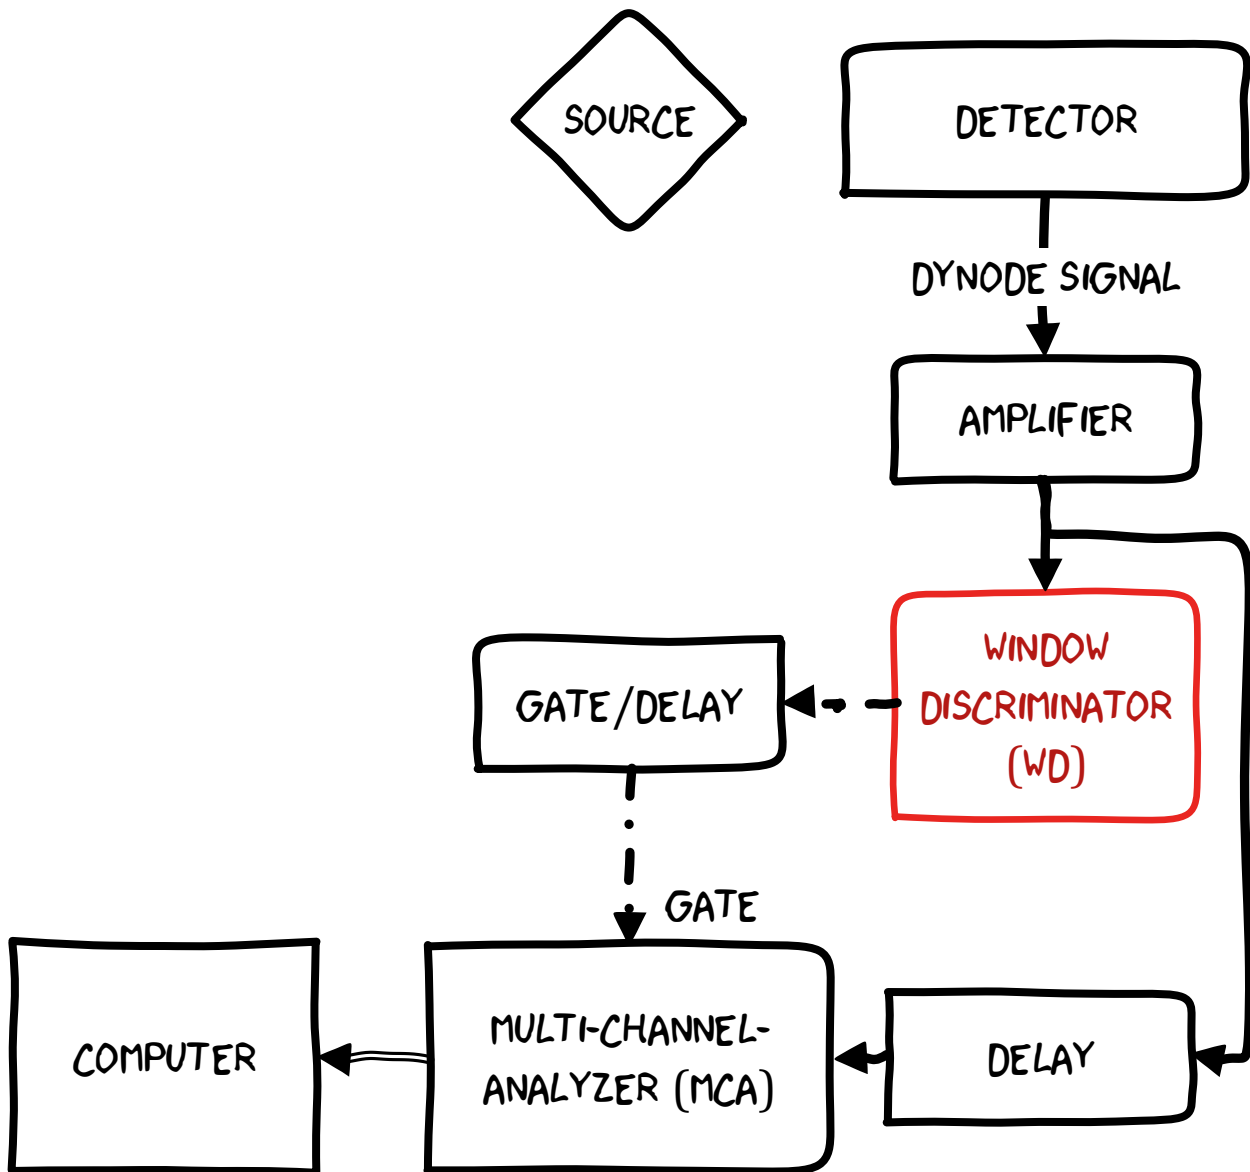 SOURCE
DETECTOR
DYNODE SIGNAL
AMPLIFIER
WINDOW
DISCRIMINATOR
(WD)
GATE/DELAY
GATE
COMPUTER
MULTI-CHANNEL-
ANALYZER (MCA)
DELAY